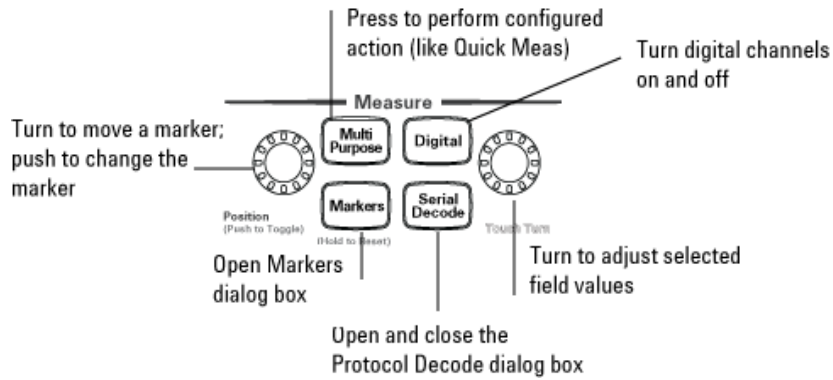 Press to perform configured
action (like Quick Meas)
Turn digital channels
on and off
Measure
Turn to move a marker;
push to change the
marker
Multi
Purpose
Digital
Markers
Serial
Decode
Position
(Push to Toggle)
(Hold to Reset)
Touch Turn
Open Markers
dialog box
Turn to adjust selected
field values
Open and close the
Protocol Decode dialog box